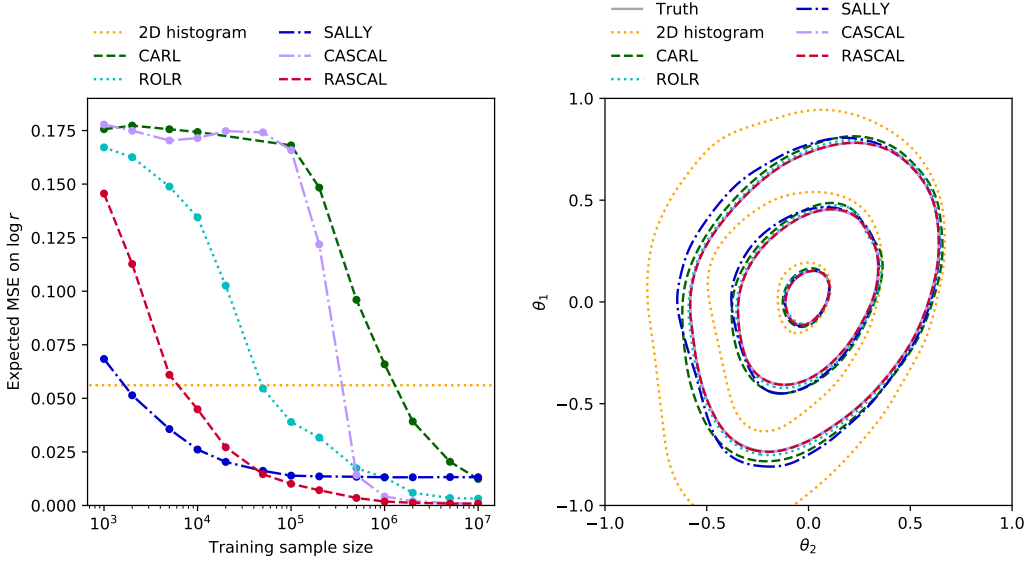 2D histogram
CARL
ROLR
SALLY
CASCAL
RASCAL
Expected MSE on log r
0.175
0.150
0.125
0.100
0.075
0.050
0.025
0.000
10³
10⁴
10⁵
10⁶
10⁷
Training sample size
Truth
2D histogram
CARL
ROLR
SALLY
CASCAL
RASCAL
θ₁
1.0
0.5
0.0
−0.5
−1.0
−1.0
−0.5
0.0
0.5
1.0
θ₂